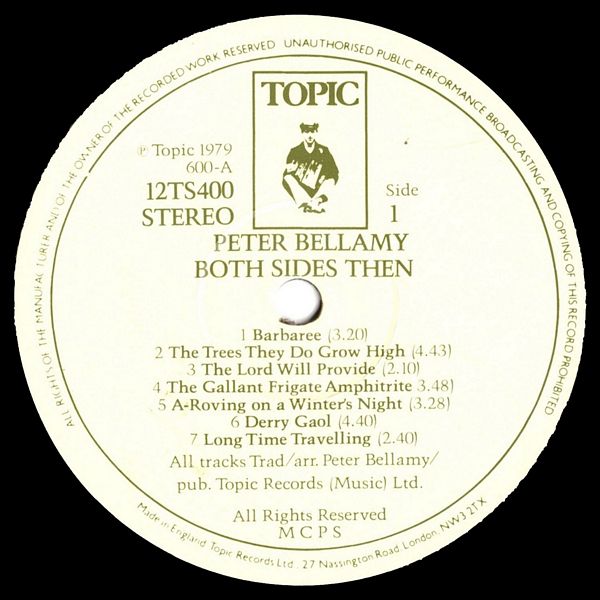 ALL RIGHTS OF THE MANUFACTURER AND OF THE OWNER OF THE RECORDED WORK RESERVED UNAUTHORISED PUBLIC PERFORMANCE BROADCASTING AND COPYING OF THIS RECORD PROHIBITED
TOPIC
℗ Topic 1979
600-A
12TS400
STEREO
Side
1
PETER BELLAMY
BOTH SIDES THEN
1 Barbaree (3.20)
2 The Trees They Do Grow High (4.43)
3 The Lord Will Provide (2.10)
4 The Gallant Frigate Amphitrite 3.48)
5 A-Roving on a Winter's Night (3.28)
6 Derry Gaol (4.40)
7 Long Time Travelling (2.40)
All tracks Trad/arr. Peter Bellamy/
pub. Topic Records (Music) Ltd.
All Rights Reserved
M C P S
Made in England. Topic Records Ltd., 27 Nassington Road, London, NW3 2TX